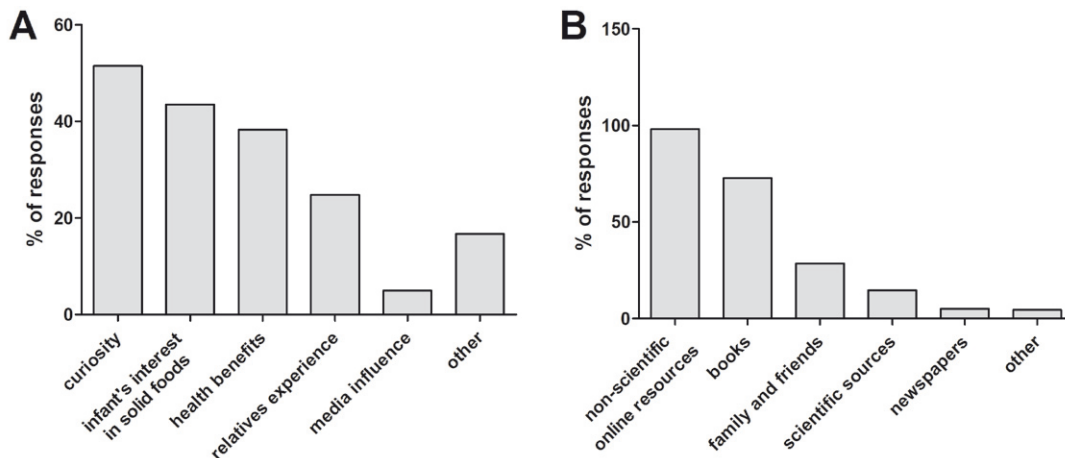 A
% of responses
60
40
20
0
curiosity
infant's interest
in solid foods
health benefits
relatives experience
media influence
other
B
% of responses
150
100
50
0
non-scientific
online resources
books
family and friends
scientific sources
newspapers
other